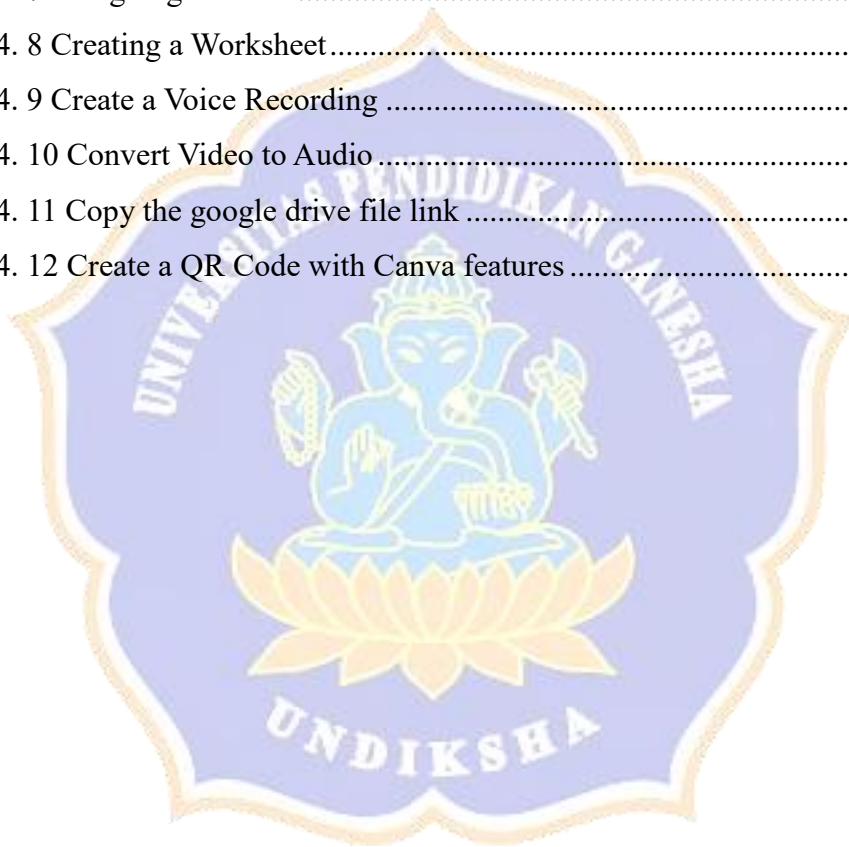 4. 8 Creating a Worksheet
4. 9 Create a Voice Recording
4. 10 Convert Video to Audio
4. 11 Copy the google drive file link
4. 12 Create a QR Code with Canva features
UNIVERSITAS PENDIDIKAN GANESHA
UNDIKSHA